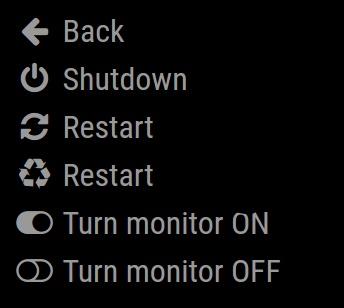 Back
Shutdown
Restart
Restart
Turn monitor ON
Turn monitor OFF